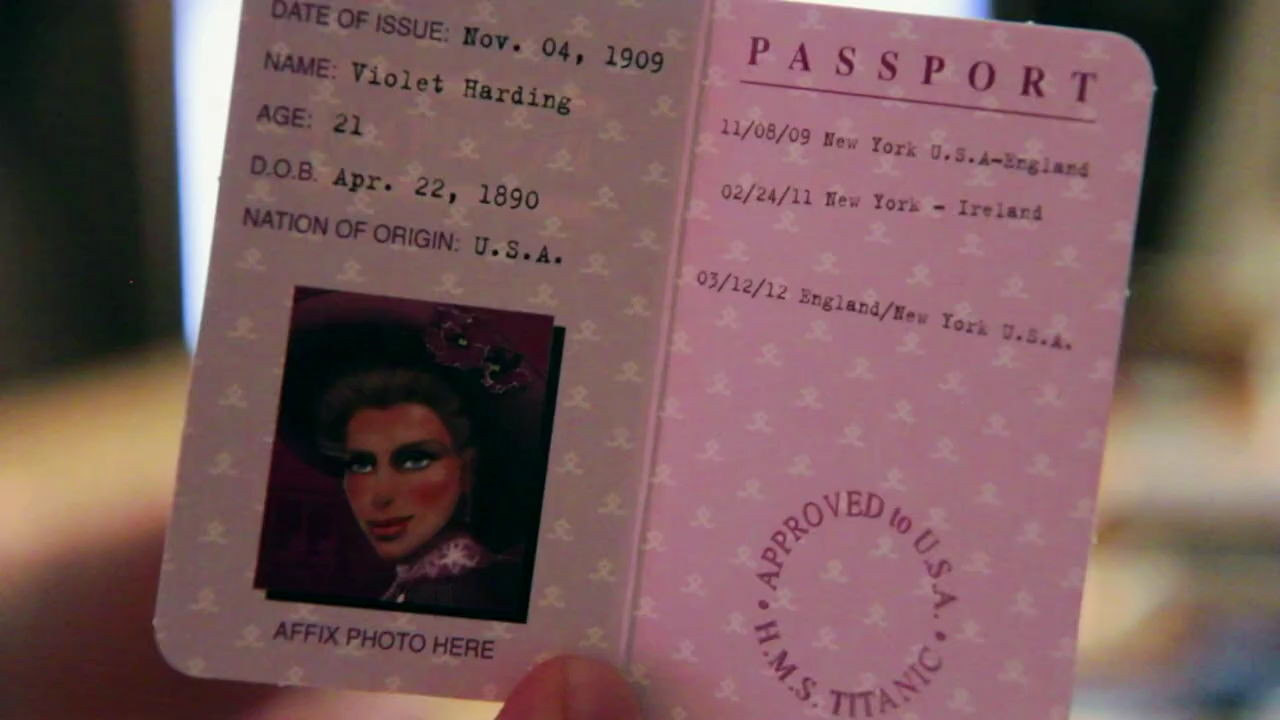 DATE OF ISSUE: Nov. 04, 1909
NAME: Violet Harding
AGE: 21
D.O.B. Apr. 22, 1890
NATION OF ORIGIN: U.S.A.
AFFIX PHOTO HERE
PASSPORT
11/08/09 New York U.S.A-England
02/24/11 New York - Ireland
03/12/12 England/New York U.S.A.
• APPROVED to U.S.A. •
H.M.S. TITANIC